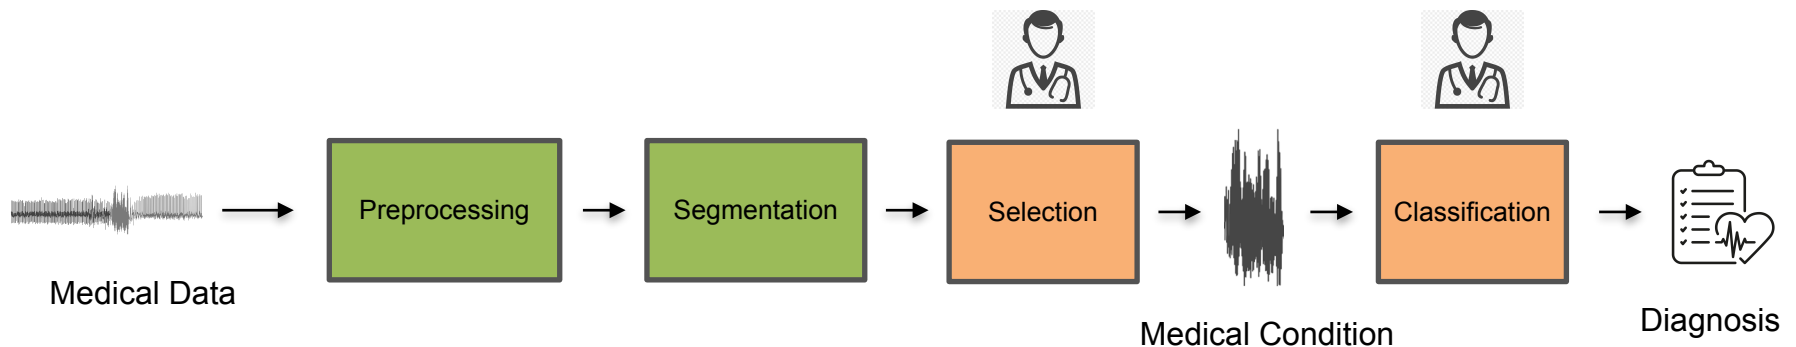 Preprocessing
Segmentation
Selection
Classification
Medical Data
Medical Condition
Diagnosis